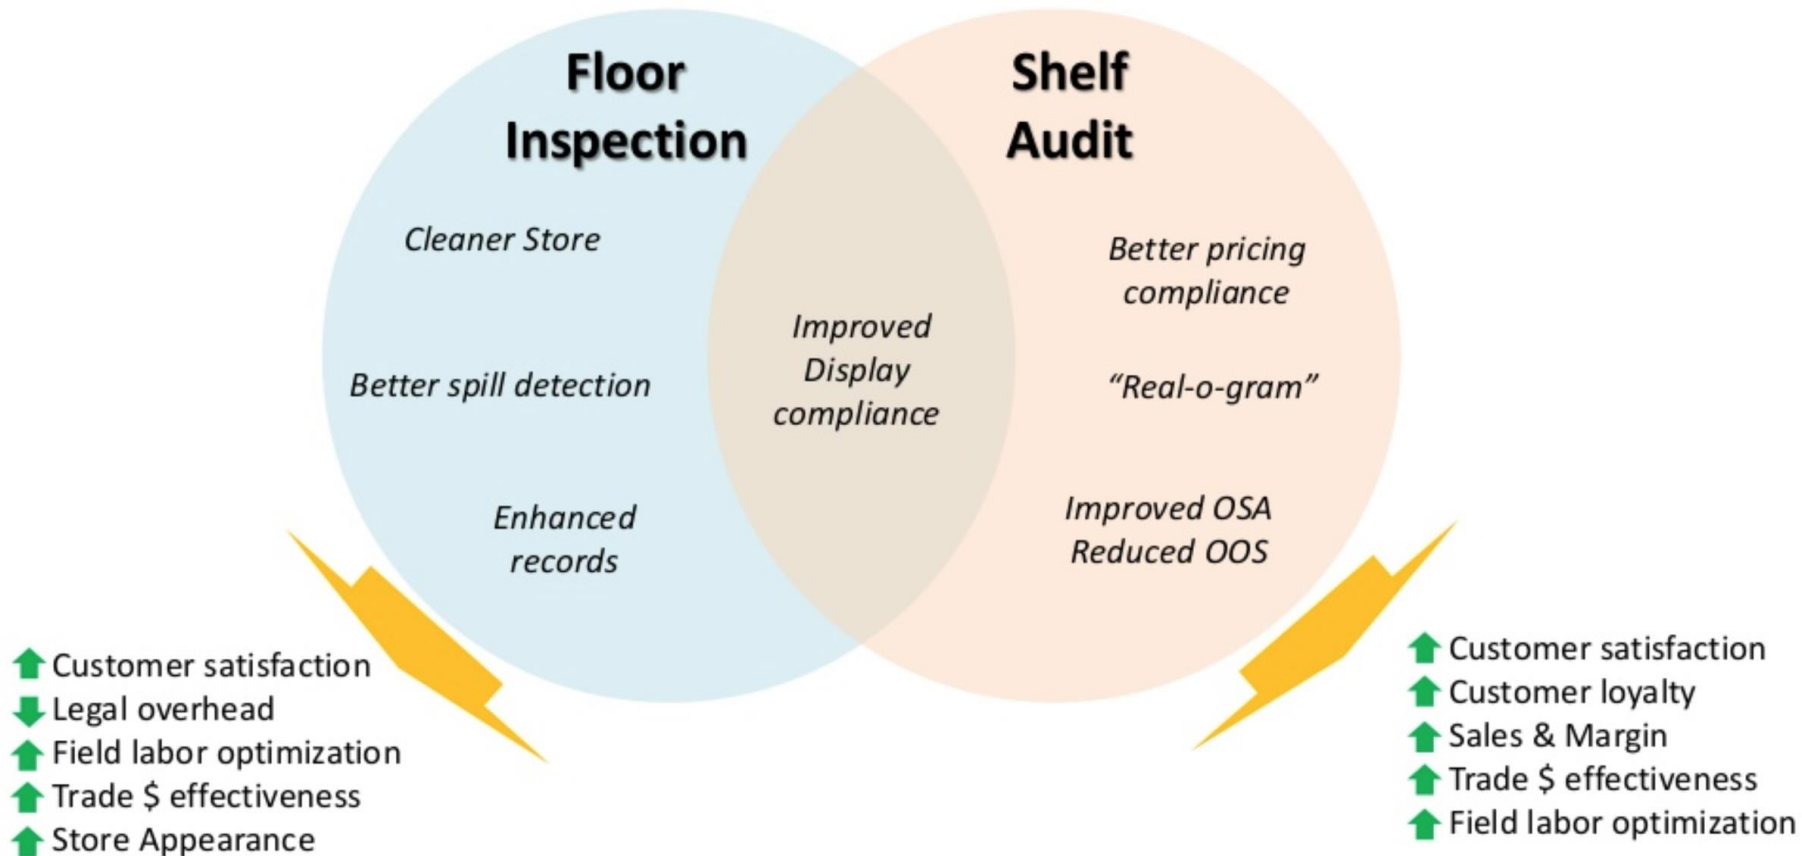 Floor
Inspection
Cleaner Store
Better spill detection
Enhanced
records
Improved
Display
compliance
Shelf
Audit
Better pricing
compliance
“Real-o-gram”
Improved OSA
Reduced OOS
Customer satisfaction
Legal overhead
Field labor optimization
Trade $ effectiveness
Store Appearance
Customer satisfaction
Customer loyalty
Sales & Margin
Trade $ effectiveness
Field labor optimization